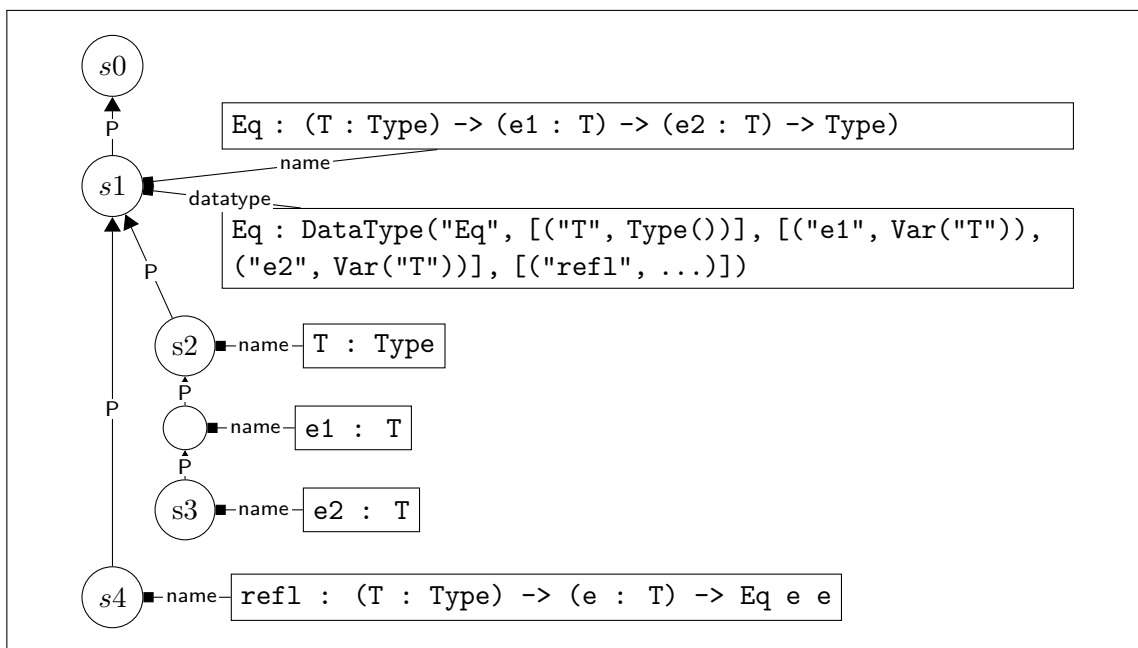 s0
P
Eq : (T : Type) -> (e1 : T) -> (e2 : T) -> Type)
name
s1
datatype
Eq : DataType("Eq", [("T", Type())], [("e1", Var("T")),
("e2", Var("T"))], [("refl", ...)])
P
s2 name T : Type
P
P
name e1 : T
P
s3 name e2 : T
s4 name refl : (T : Type) -> (e : T) -> Eq e e